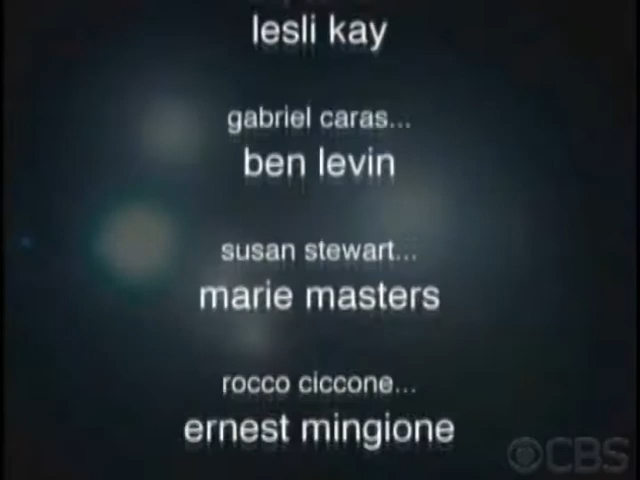 lesli kay
gabriel caras...
ben levin
susan stewart...
marie masters
rocco ciccone...
ernest mingione
CBS